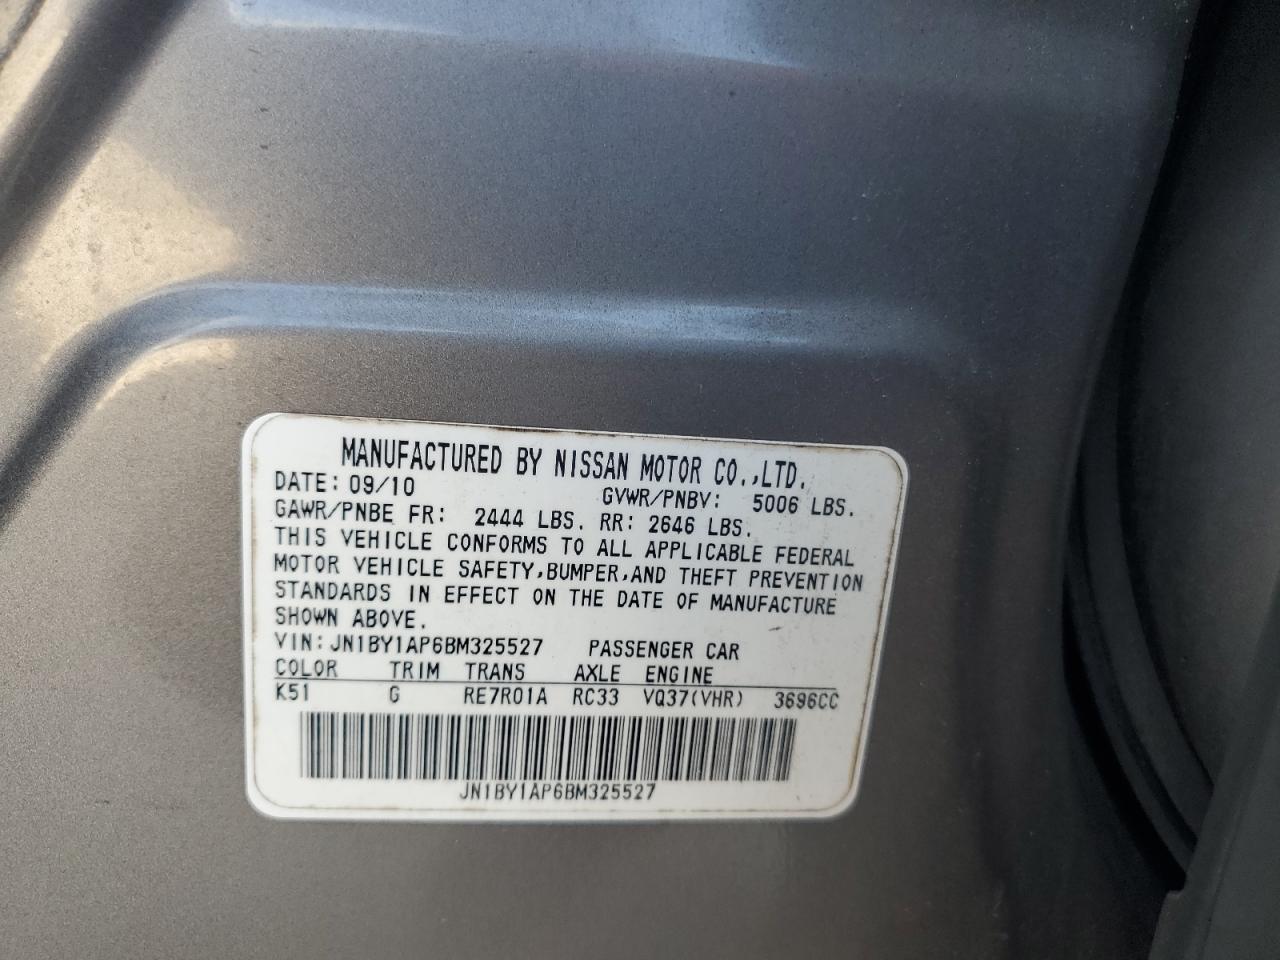 MANUFACTURED BY NISSAN MOTOR CO.,LTD.
DATE: 09/10 GVWR/PNBV: 5006 LBS.
GAWR/PNBE FR: 2444 LBS. RR: 2646 LBS.
THIS VEHICLE CONFORMS TO ALL APPLICABLE FEDERAL
MOTOR VEHICLE SAFETY,BUMPER,AND THEFT PREVENTION
STANDARDS IN EFFECT ON THE DATE OF MANUFACTURE
SHOWN ABOVE.
VIN:JN1BY1AP6BM325527 PASSENGER CAR
COLOR TRIM TRANS AXLE ENGINE
K51 G RE7R01A RC33 VQ37(VHR) 3696CC
JN1BY1AP6BM325527